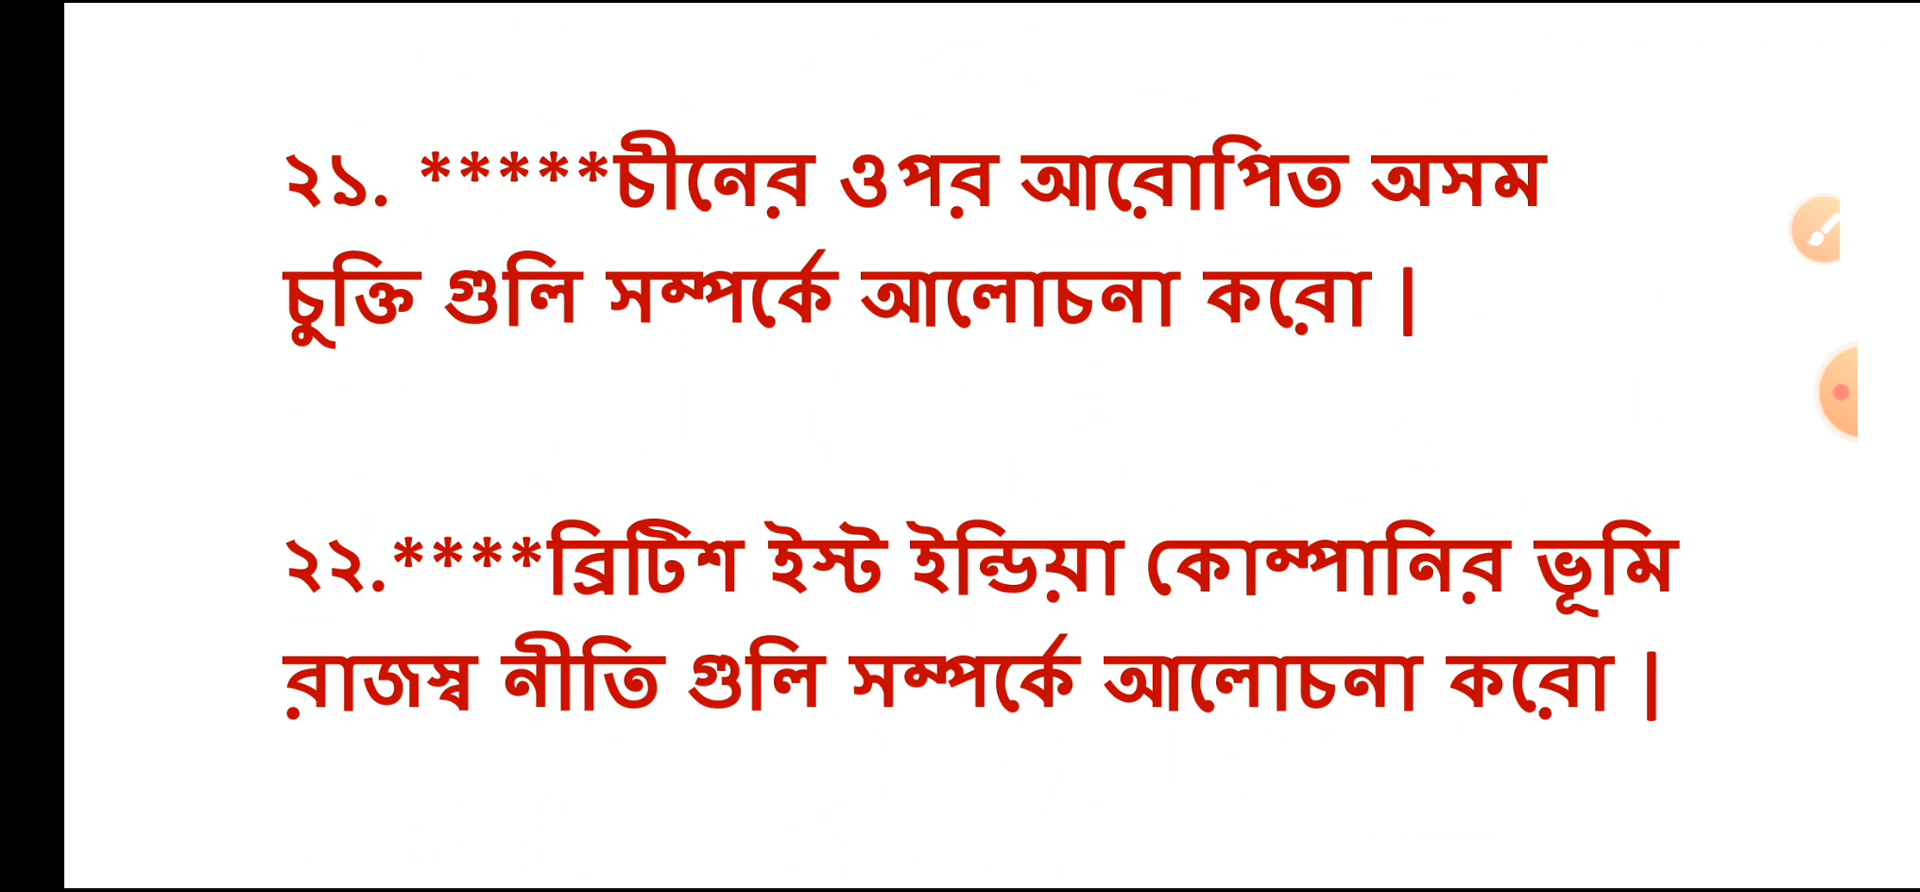 ২১. *****চীনের ওপর আরোপিত অসম
চুক্তি গুলি সম্পর্কে আলোচনা করো |
২২.****ব্রিটিশ ইস্ট ইন্ডিয়া কোম্পানির ভূমি
রাজস্ব নীতি গুলি সম্পর্কে আলোচনা করো |